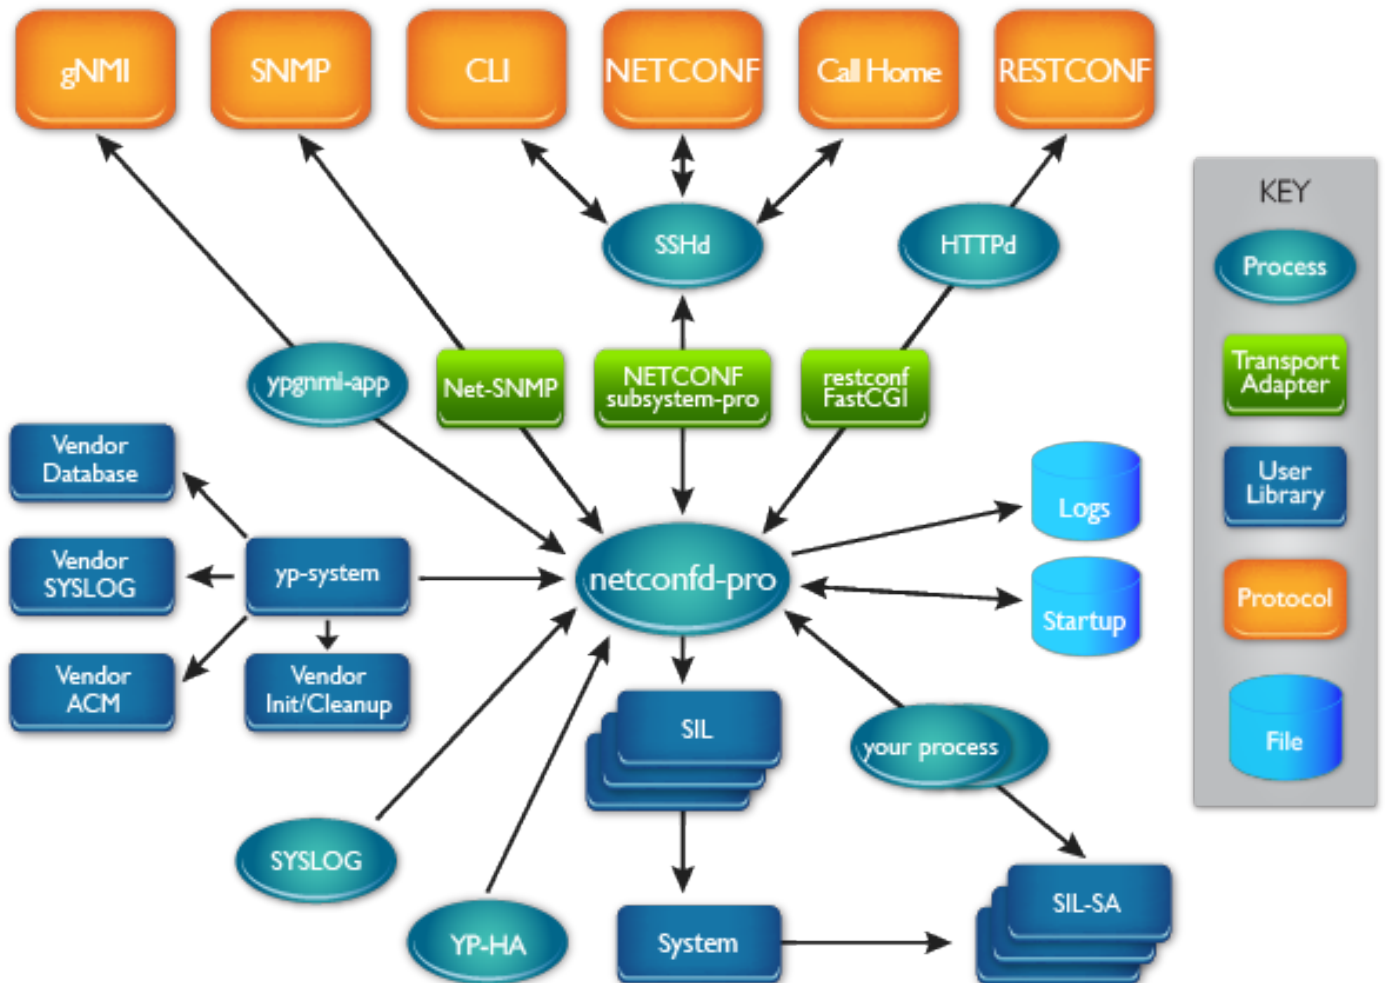 gNMI
SNMP
CLI
NETCONF
Call Home
RESTCONF
KEY
SSHd
HTTPd
Process
ypgnmi-app
Net-SNMP
NETCONF
subsystem-pro
restconf
FastCGI
Transport
Adapter
Vendor
Database
User
Library
Logs
Vendor
SYSLOG
yp-system
netconfd-pro
Startup
Protocol
Vendor
ACM
Vendor
Init/Cleanup
SIL
your process
File
SYSLOG
YP-HA
System
SIL-SA